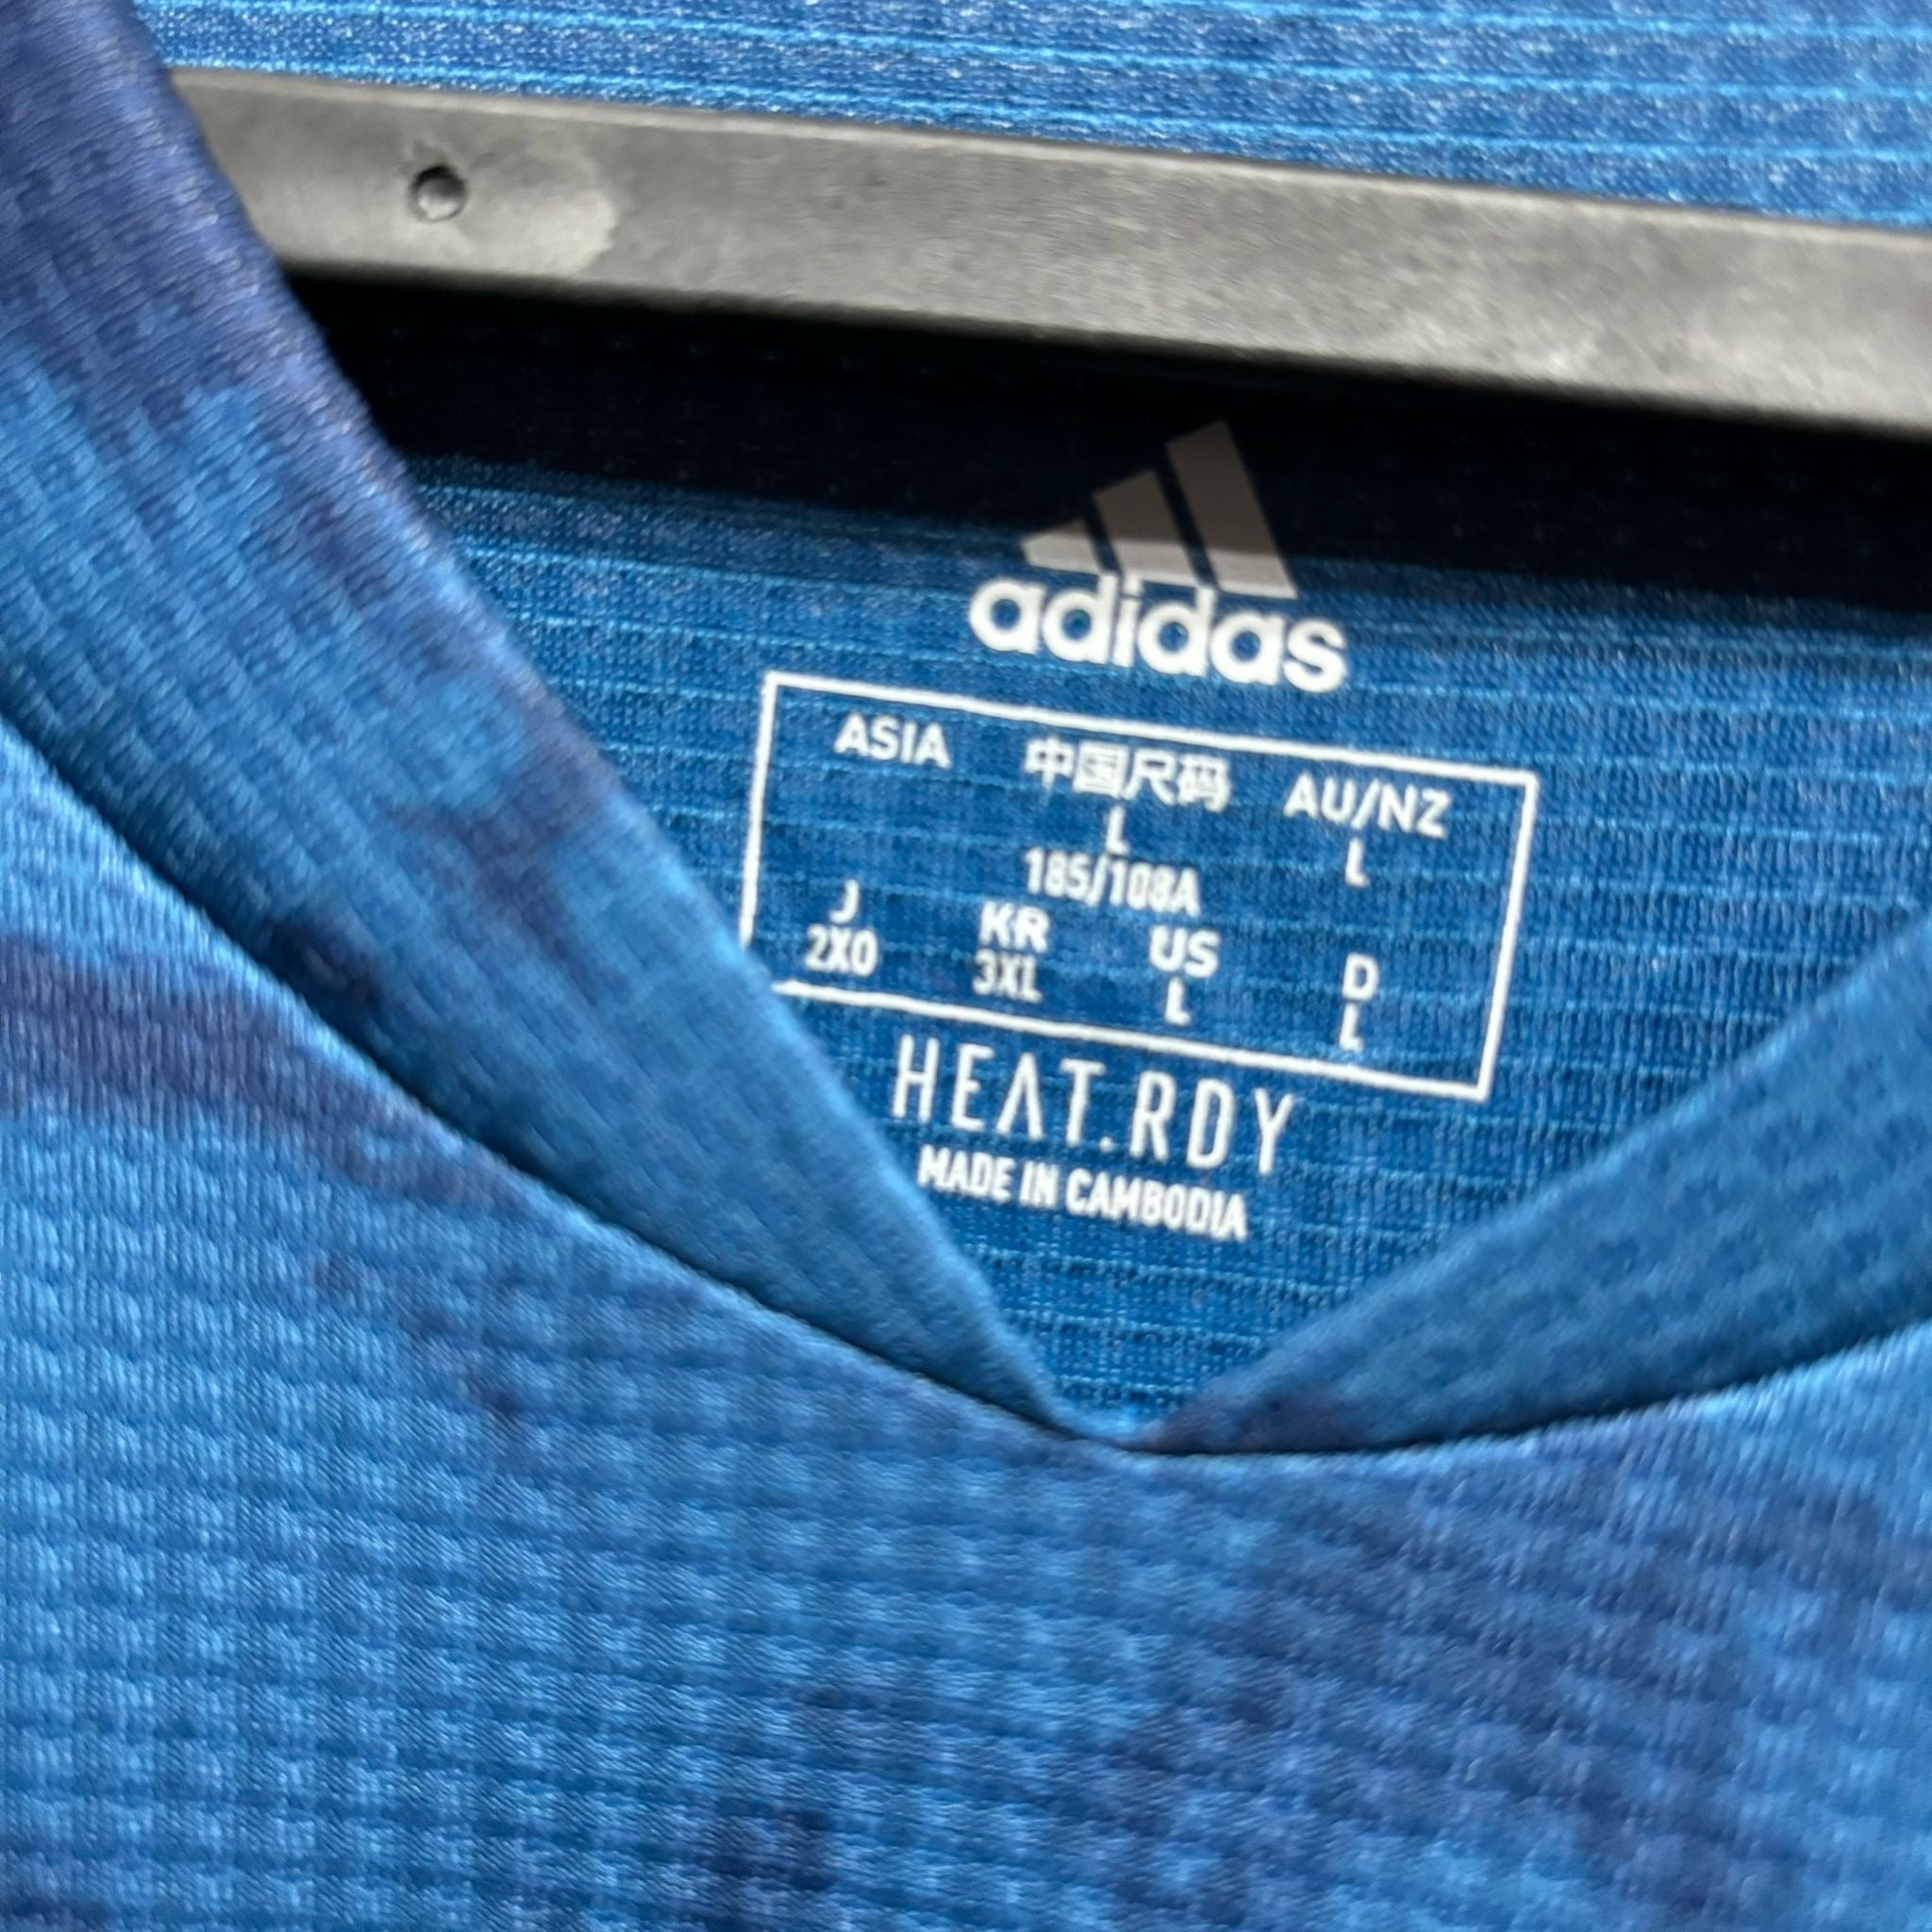 adidas
ASIA 中国尺码 AU/NZ
L L
185/108A
J KR US D
2XO 3XL L L
HEAT.RDY
MADE IN CAMBODIA